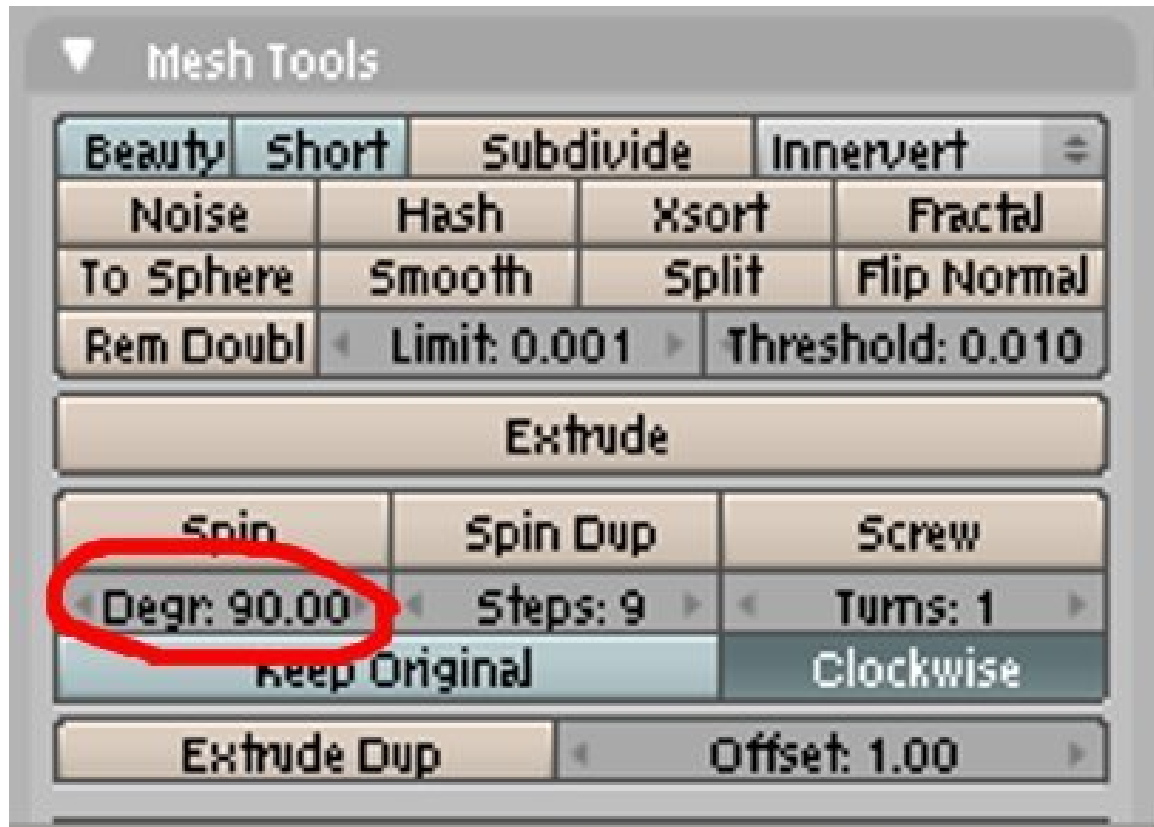 Mesh Tools
Beauty Short Subdivide Innervert
Noise Hash Xsort Fractal
To Sphere Smooth Split Flip Normal
Rem Doubl Limit: 0.001 Threshold: 0.010
Extrude
Spin Spin Dup Screw
Degr: 90.00 Steps: 9 Turns: 1
Keep Original Clockwise
Extrude Dup Offset: 1.00